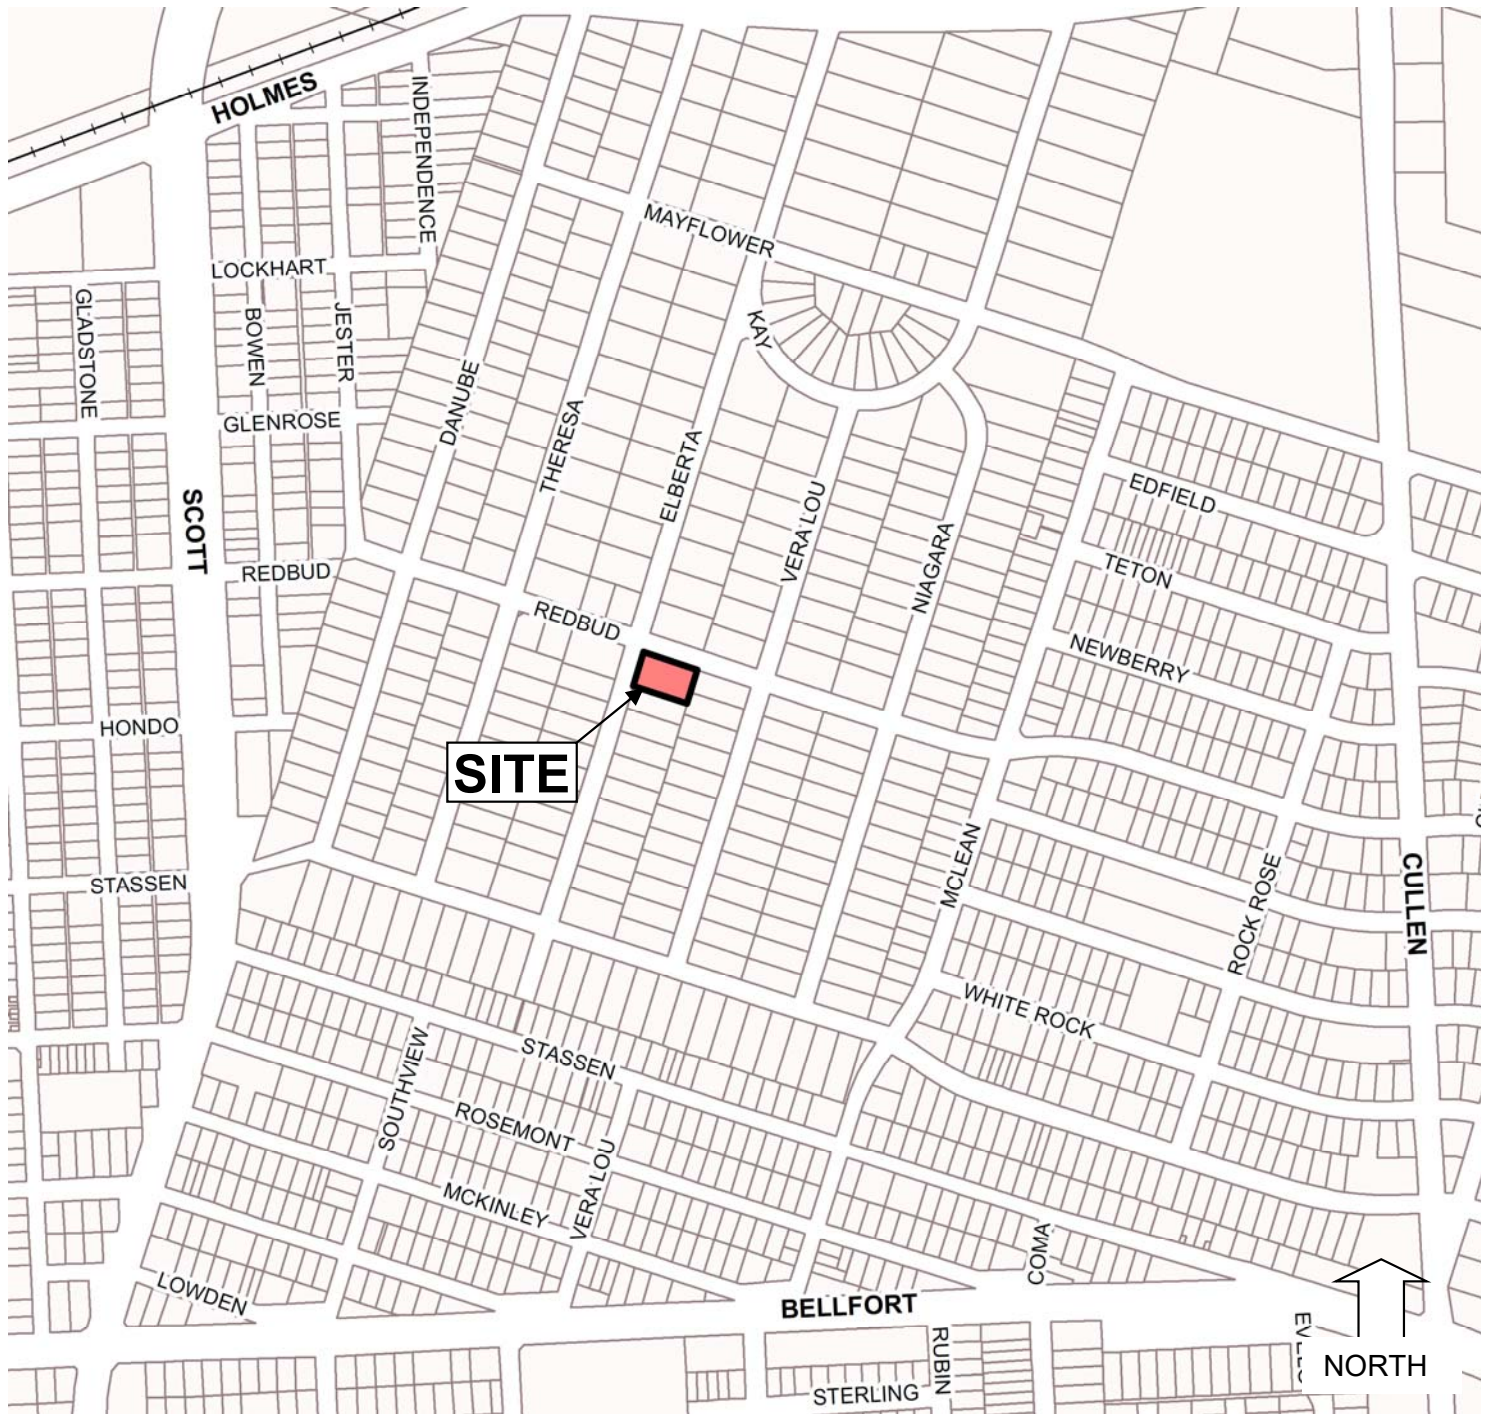 HOLMES
INDEPENDENCE
MAYFLOWER
LOCKHART
GLADSTONE
BOWEN
JESTER
KAY
DANUBE
GLENROSE
THERESA
ELBERTA
VERA LOU
NIAGARA
EDFIELD
SCOTT
TETON
REDBUD
REDBUD
NEWBERRY
HONDO
SITE
MCLEAN
ROCK ROSE
CULLEN
STASSEN
WHITE ROCK
STASSEN
SOUTHVIEW
ROSEMONT
VERA LOU
MCKINLEY
COMA
LOWDEN
BELLFORT
RUBIN
NORTH
STERLING